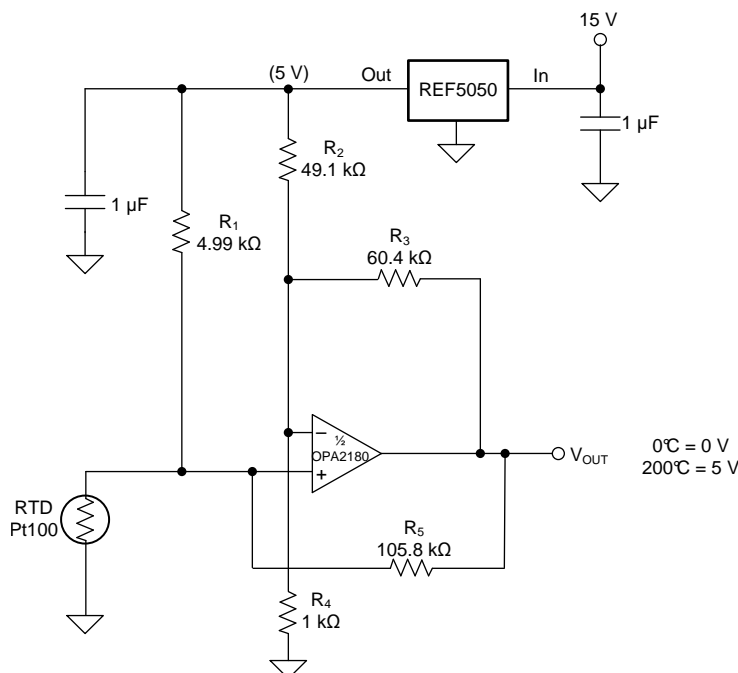 15 V
(5 V)
Out
REF5050
In
1 µF
R2
49.1 kΩ
1 µF
R1
4.99 kΩ
R3
60.4 kΩ
½
OPA2180
VOUT
0°C = 0 V
200°C = 5 V
RTD
Pt100
R5
105.8 kΩ
R4
1 kΩ